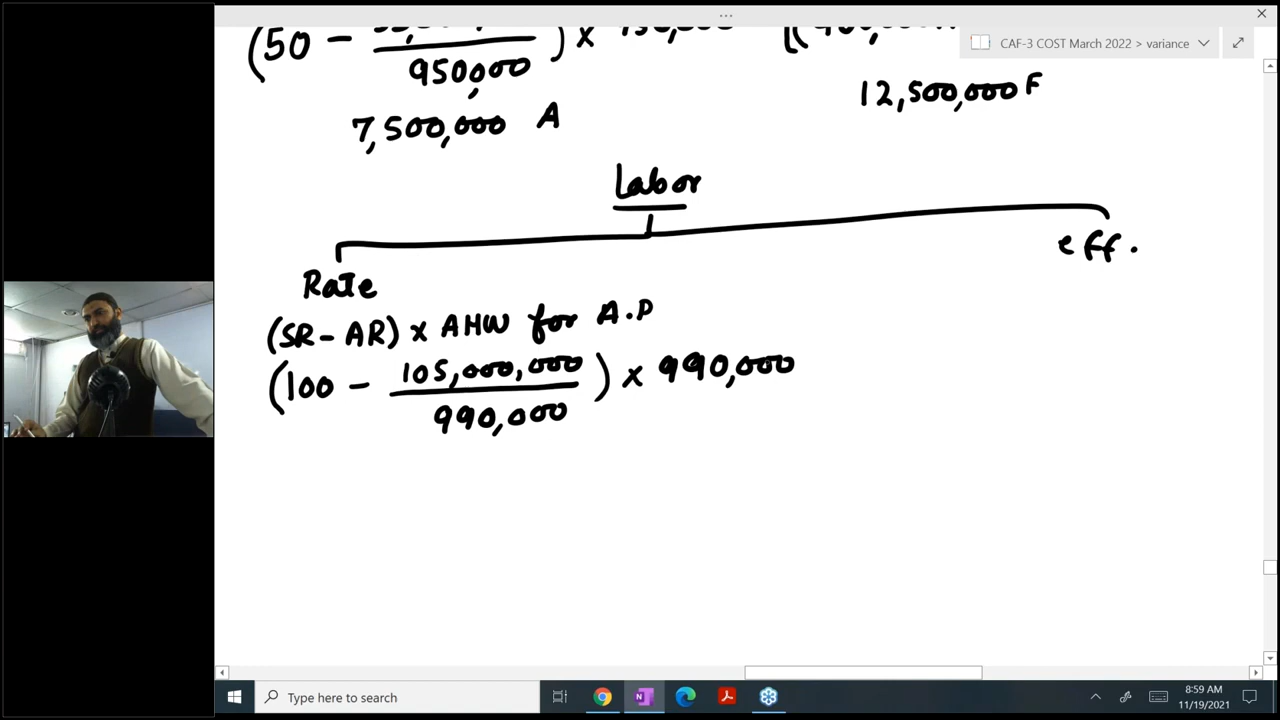 CAF-3 COST March 2022 > variance
(50 -
950,000
) ×
7,500,000 A
12,500,000 F
Labor
Rate
eff.
(SR - AR) × AHW for A.P
(100 - 105,000,000 / 990,000) × 990,000
Type here to search
8:59 AM
11/19/2021